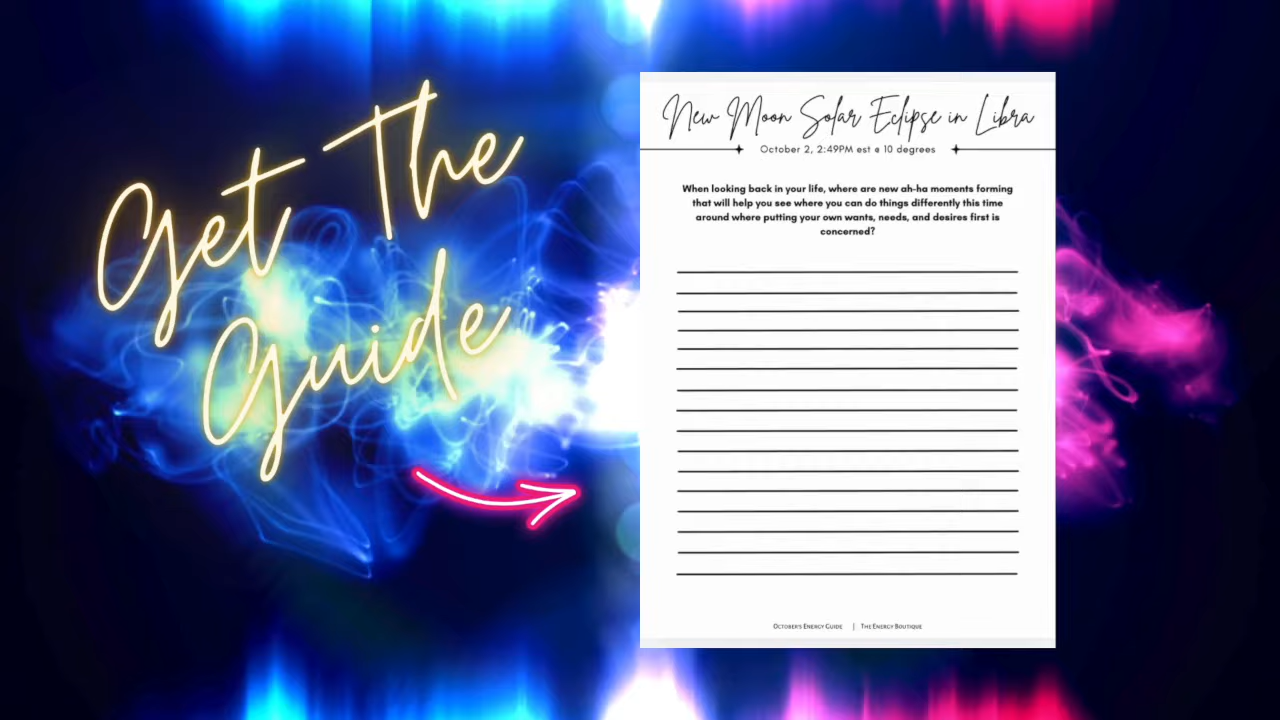 Get The
Guide
New Moon Solar Eclipse in Libra
October 2, 2:49PM est @ 10 degrees
When looking back in your life, where are new ah-ha moments forming
that will help you see where you can do things differently this time
around where putting your own wants, needs, and desires first is
concerned?
October's Energy Guide | The Energy Boutique